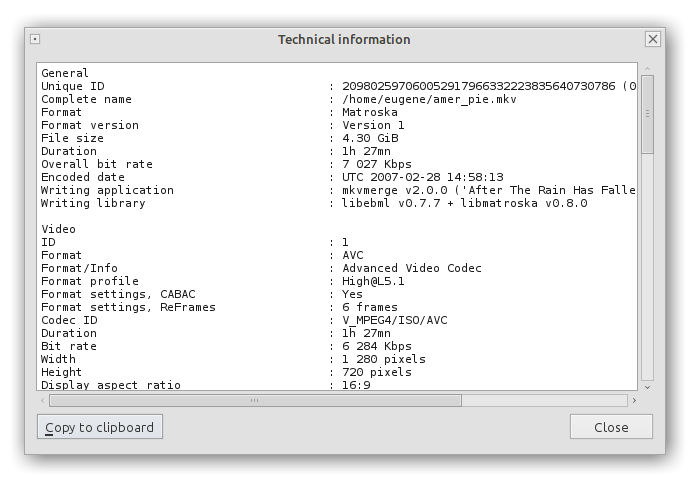 Technical information
General
Unique ID : 209802597060052917966332223835640730786 (0
Complete name : /home/eugene/amer_pie.mkv
Format : Matroska
Format version : Version 1
File size : 4.30 GiB
Duration : 1h 27mn
Overall bit rate : 7 027 Kbps
Encoded date : UTC 2007-02-28 14:58:13
Writing application : mkvmerge v2.0.0 ('After The Rain Has Falle
Writing library : libebml v0.7.7 + libmatroska v0.8.0
Video
ID : 1
Format : AVC
Format/Info : Advanced Video Codec
Format profile : High@L5.1
Format settings, CABAC : Yes
Format settings, ReFrames : 6 frames
Codec ID : V_MPEG4/ISO/AVC
Duration : 1h 27mn
Bit rate : 6 284 Kbps
Width : 1 280 pixels
Height : 720 pixels
Display aspect ratio : 16:9
Copy to clipboard
Close